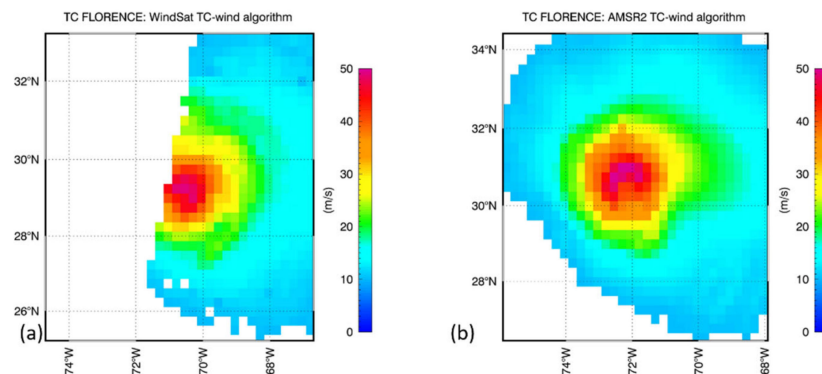 TC FLORENCE: WindSat TC-wind algorithm
32°N
30°N
28°N
26°N
74°W
72°W
70°W
68°W
50
40
30
20
10
0
(m/s)
(a)
TC FLORENCE: AMSR2 TC-wind algorithm
34°N
32°N
30°N
28°N
74°W
72°W
70°W
68°W
50
40
30
20
10
0
(m/s)
(b)